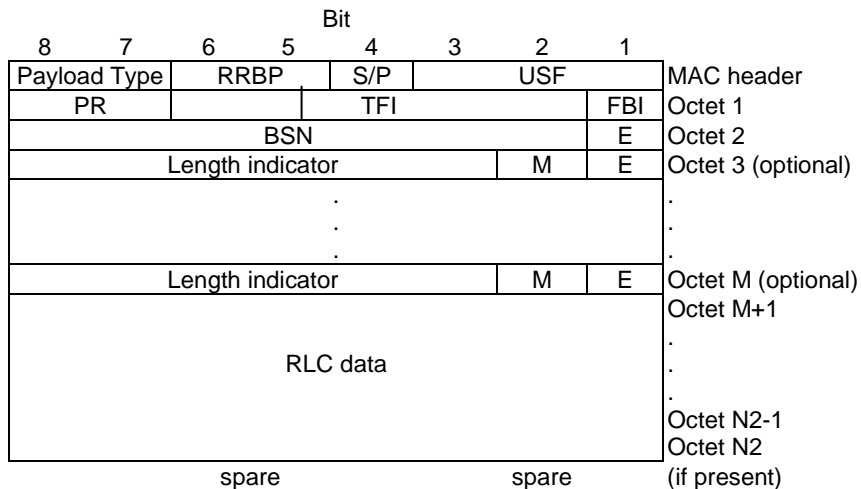 Bit
8 7 6 5 4 3 2 1
Payload Type RRBP S/P USF MAC header
PR TFI FBI Octet 1
BSN E Octet 2
Length indicator M E Octet 3 (optional)
. .
. .
. .
Length indicator M E Octet M (optional)
Octet M+1
.
RLC data .
.
Octet N2-1
Octet N2
spare spare (if present)